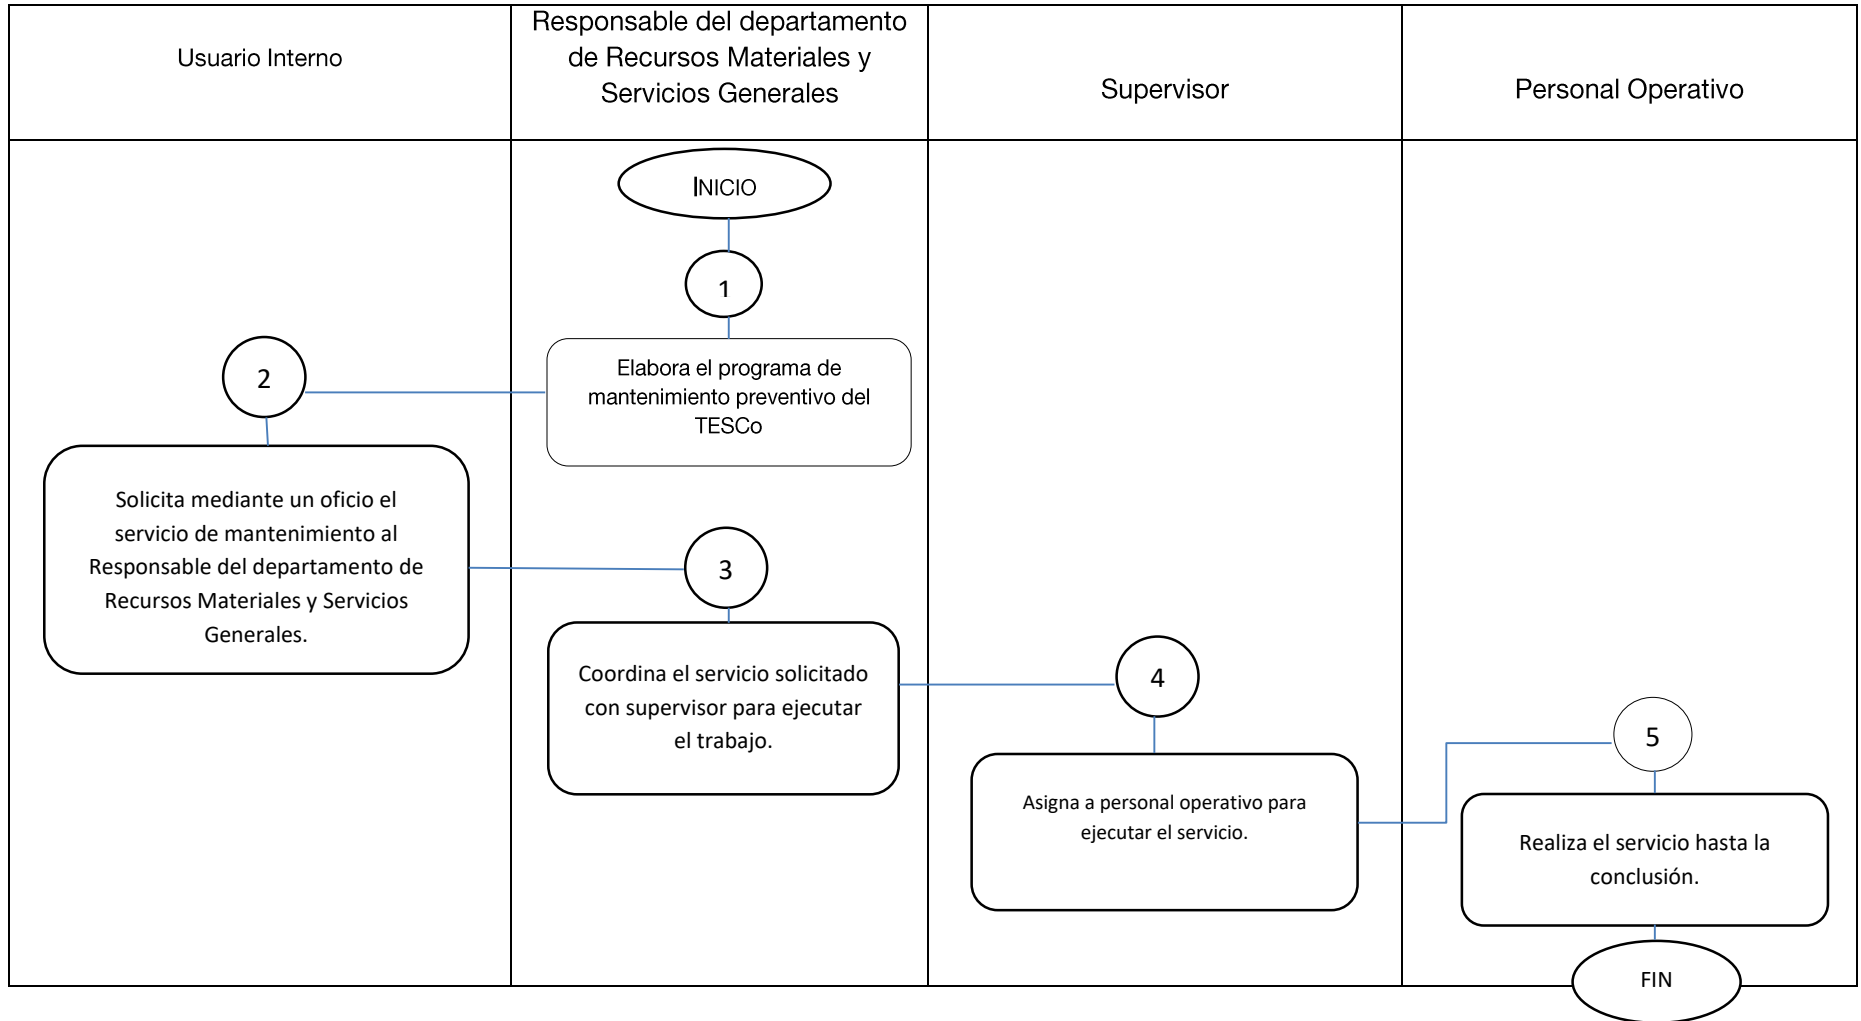 Usuario Interno
Responsable del departamento
de Recursos Materiales y
Servicios Generales
Supervisor
Personal Operativo
INICIO
1
Elabora el programa de
mantenimiento preventivo del
TESCo
2
Solicita mediante un oficio el
servicio de mantenimiento al
Responsable del departamento de
Recursos Materiales y Servicios
Generales.
3
Coordina el servicio solicitado
con supervisor para ejecutar
el trabajo.
4
Asigna a personal operativo para
ejecutar el servicio.
5
Realiza el servicio hasta la
conclusión.
FIN